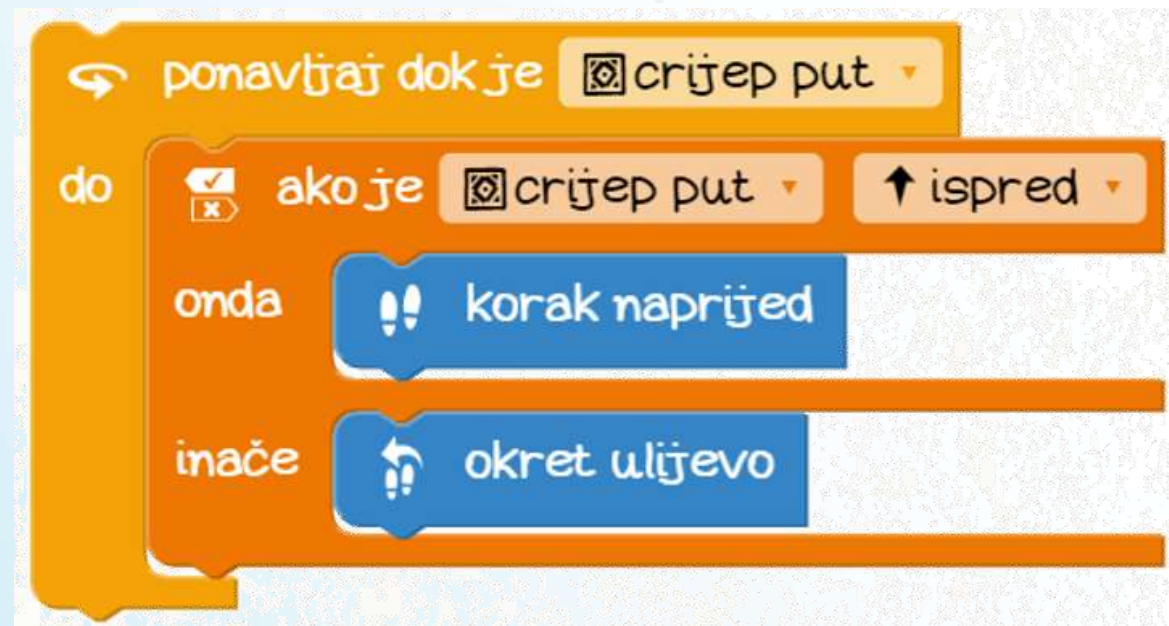 ponavljaj dok je crijep put
do ako je crijep put ispred
onda korak naprijed
inače okret ulijevo